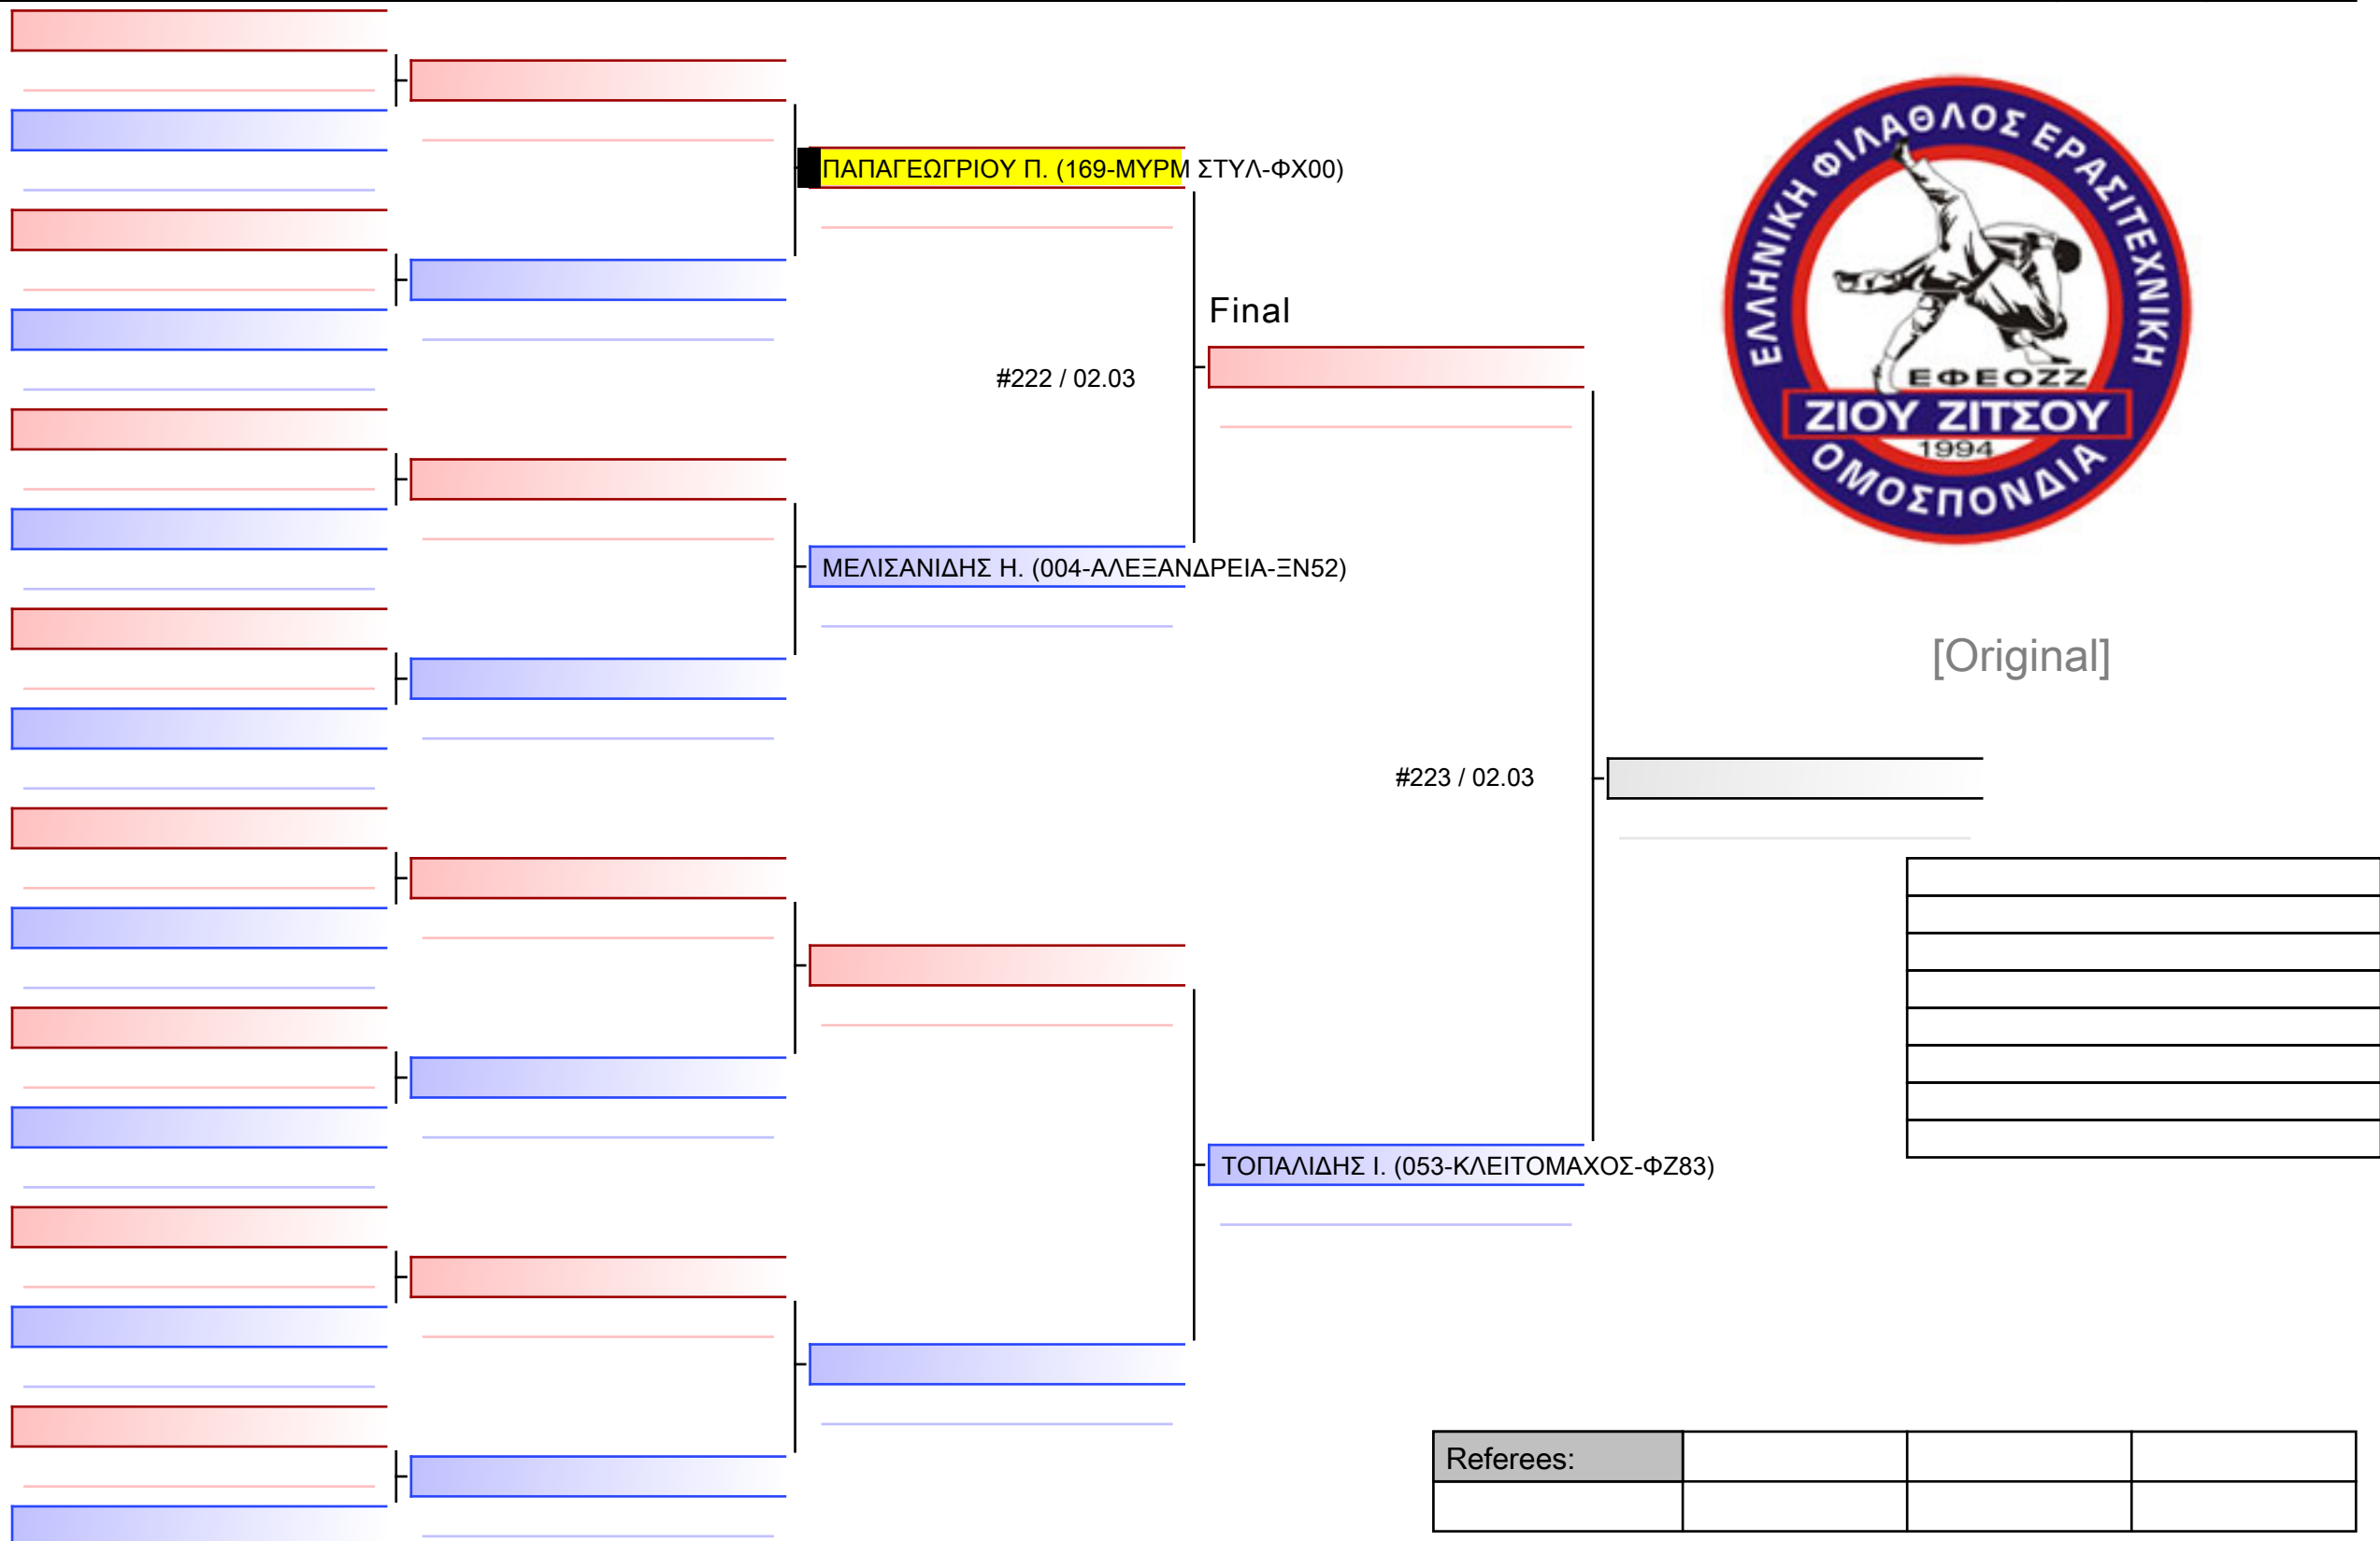 ΠΑΠΑΓΕΩΓΡΙΟΥ Π. (169-ΜΥΡΜ ΣΤΥΛ-ΦΧ00)
ΕΛΛΗΝΙΚΗ ΦΙΛΑΘΛΟΣ ΕΡΑΣΙΤΕΧΝΙΚΗ
ΕΦΕΟΖΖ
ΖΙΟΥ ΖΙΤΣΟΥ
1994
ΟΜΟΣΠΟΝΔΙΑ
Final
#222 / 02.03
ΜΕΛΙΣΑΝΙΔΗΣ Η. (004-ΑΛΕΞΑΝΔΡΕΙΑ-ΞΝ52)
[Original]
#223 / 02.03
ΤΟΠΑΛΙΔΗΣ Ι. (053-ΚΛΕΙΤΟΜΑΧΟΣ-ΦΖ83)
Referees: